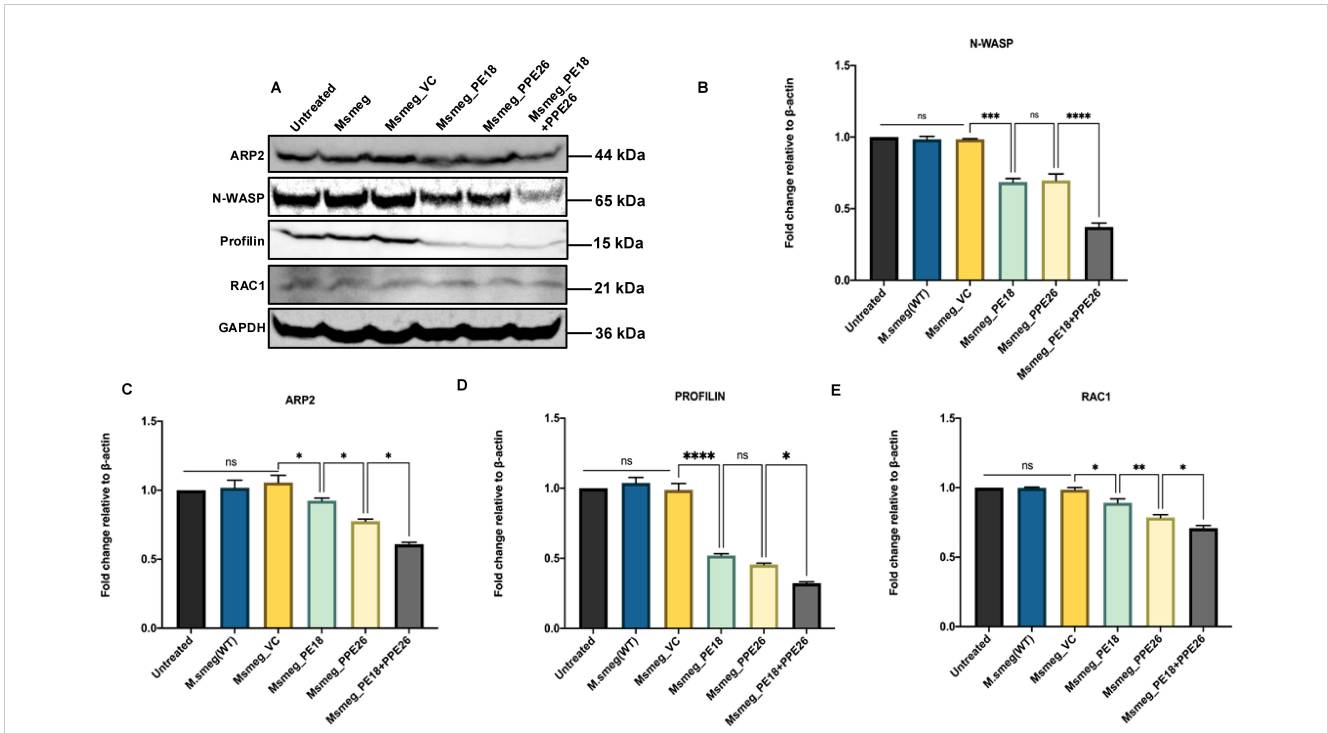 A
Untreated
Msmeg
Msmeg_VC
Msmeg_PE18
Msmeg_PPE26
Msmeg_PE18
+PPE26
ARP2
44 kDa
N-WASP
65 kDa
Profilin
15 kDa
RAC1
21 kDa
GAPDH
36 kDa
B
N-WASP
Fold change relative to β-actin
1.5
1.0
0.5
0.0
ns
***
ns
****
Untreated
M.smeg(WT)
Msmeg_VC
Msmeg_PE18
Msmeg_PPE26
Msmeg_PE18+PPE26
C
ARP2
Fold change relative to β-actin
1.5
1.0
0.5
0.0
ns
*
*
*
Untreated
M.smeg(WT)
Msmeg_VC
Msmeg_PE18
Msmeg_PPE26
Msmeg_PE18+PPE26
D
PROFILIN
Fold change relative to β-actin
1.5
1.0
0.5
0.0
ns
****
ns
*
Untreated
M.smeg(WT)
Msmeg_VC
Msmeg_PE18
Msmeg_PPE26
Msmeg_PE18+PPE26
E
RAC1
Fold change relative to β-actin
1.5
1.0
0.5
0.0
ns
*
**
*
Untreated
M.smeg(WT)
Msmeg_VC
Msmeg_PE18
Msmeg_PPE26
Msmeg_PE18+PPE26